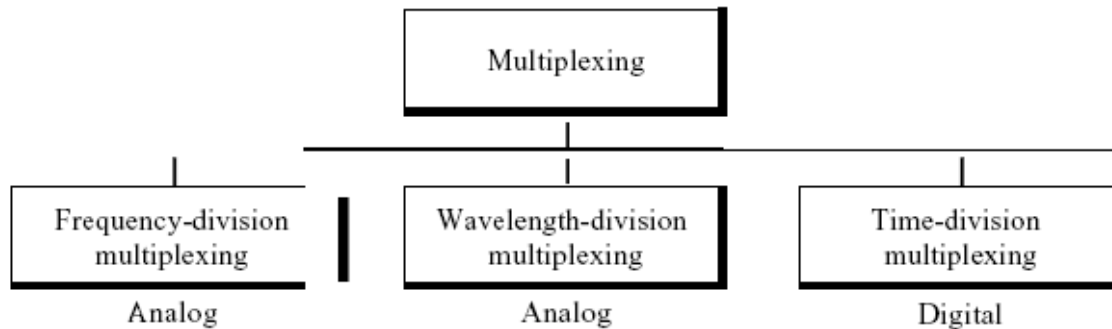 Multiplexing
Frequency-division
multiplexing
Wavelength-division
multiplexing
Time-division
multiplexing
Analog
Analog
Digital